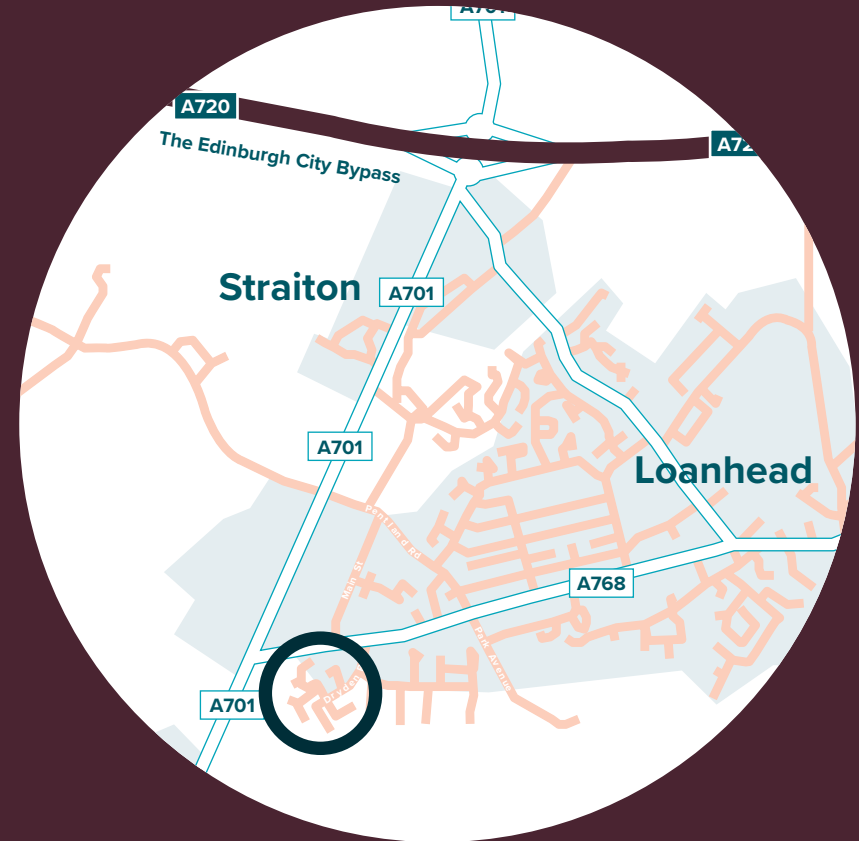 A701
A720
The Edinburgh City Bypass
A72
Straiton
A701
A701
Loanhead
Pentland Rd
Main St
A768
Park Avenue
Dryden
A701